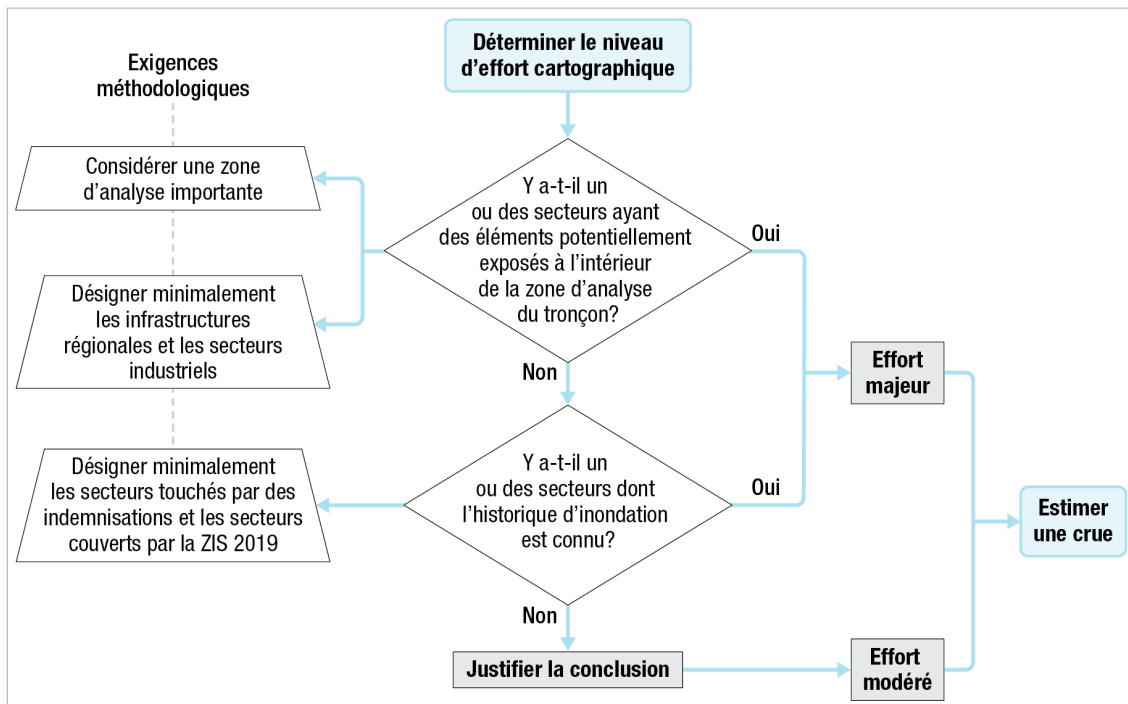 Déterminer le niveau
d'effort cartographique
Exigences
méthodologiques
Considérer une zone
d'analyse importante
Y a-t-il un
ou des secteurs ayant
des éléments potentiellement
exposés à l'intérieur
de la zone d'analyse
du tronçon?
Oui
Désigner minimalement
les infrastructures
régionales et les secteurs
industriels
Non
Effort
majeur
Désigner minimalement
les secteurs touchés par des
indemnisations et les secteurs
couverts par la ZIS 2019
Y a-t-il un
ou des secteurs dont
l'historique d'inondation
est connu?
Oui
Estimer
une crue
Non
Justifier la conclusion
Effort
modéré